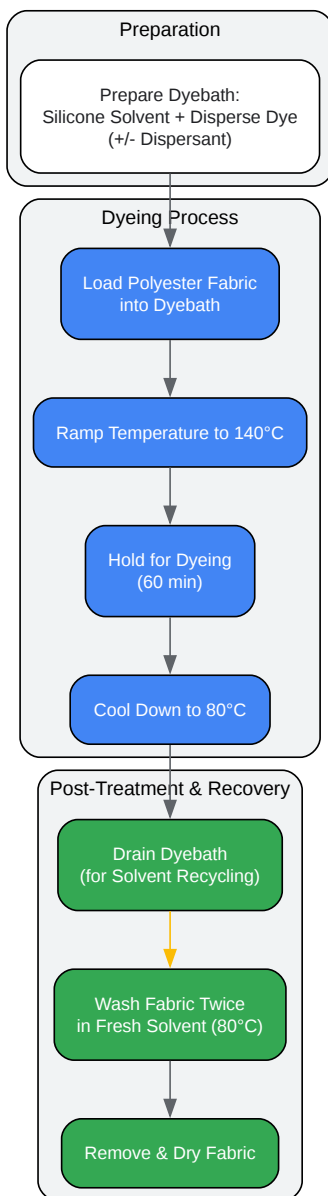 Preparation
Prepare Dyebath:
Silicone Solvent + Disperse Dye
(+/- Dispersant)
Dyeing Process
Load Polyester Fabric
into Dyebath
Ramp Temperature to 140°C
Hold for Dyeing
(60 min)
Cool Down to 80°C
Post-Treatment & Recovery
Drain Dyebath
(for Solvent Recycling)
Wash Fabric Twice
in Fresh Solvent (80°C)
Remove & Dry Fabric